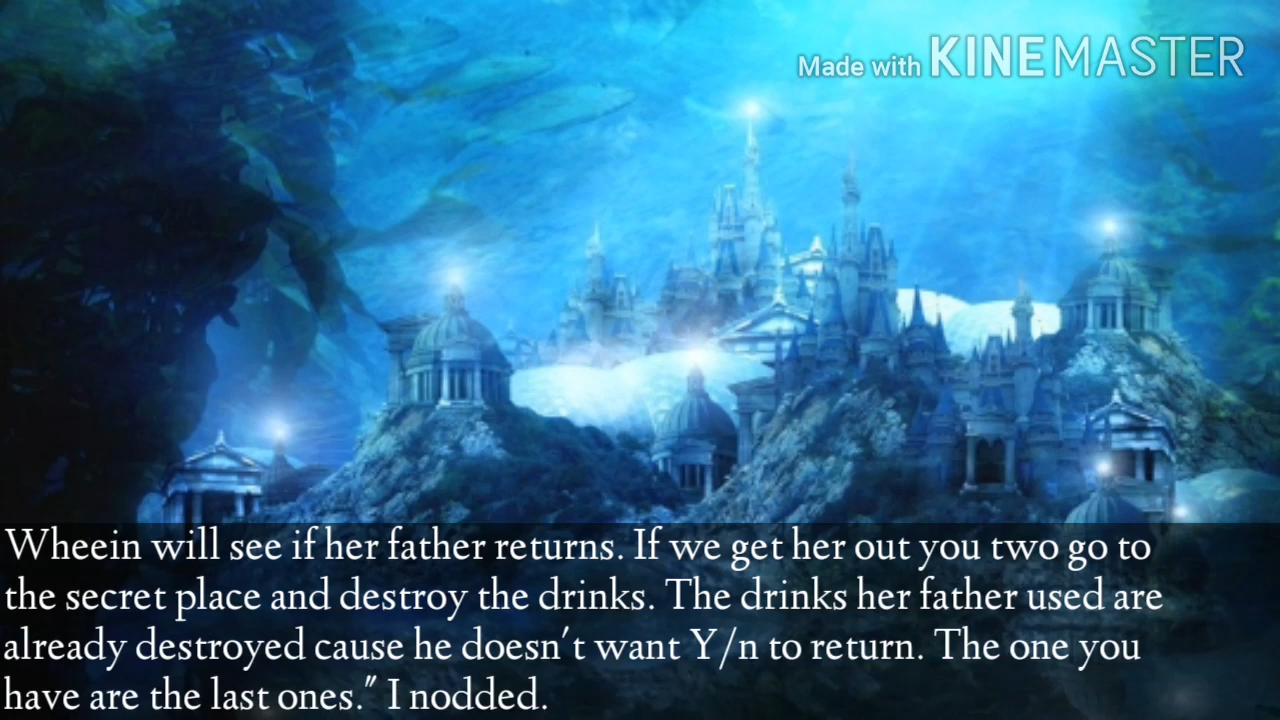 Made with KINEMASTER
Wheein will see if her father returns. If we get her out you two go to
the secret place and destroy the drinks. The drinks her father used are
already destroyed cause he doesn't want Y/n to return. The one you
have are the last ones." I nodded.